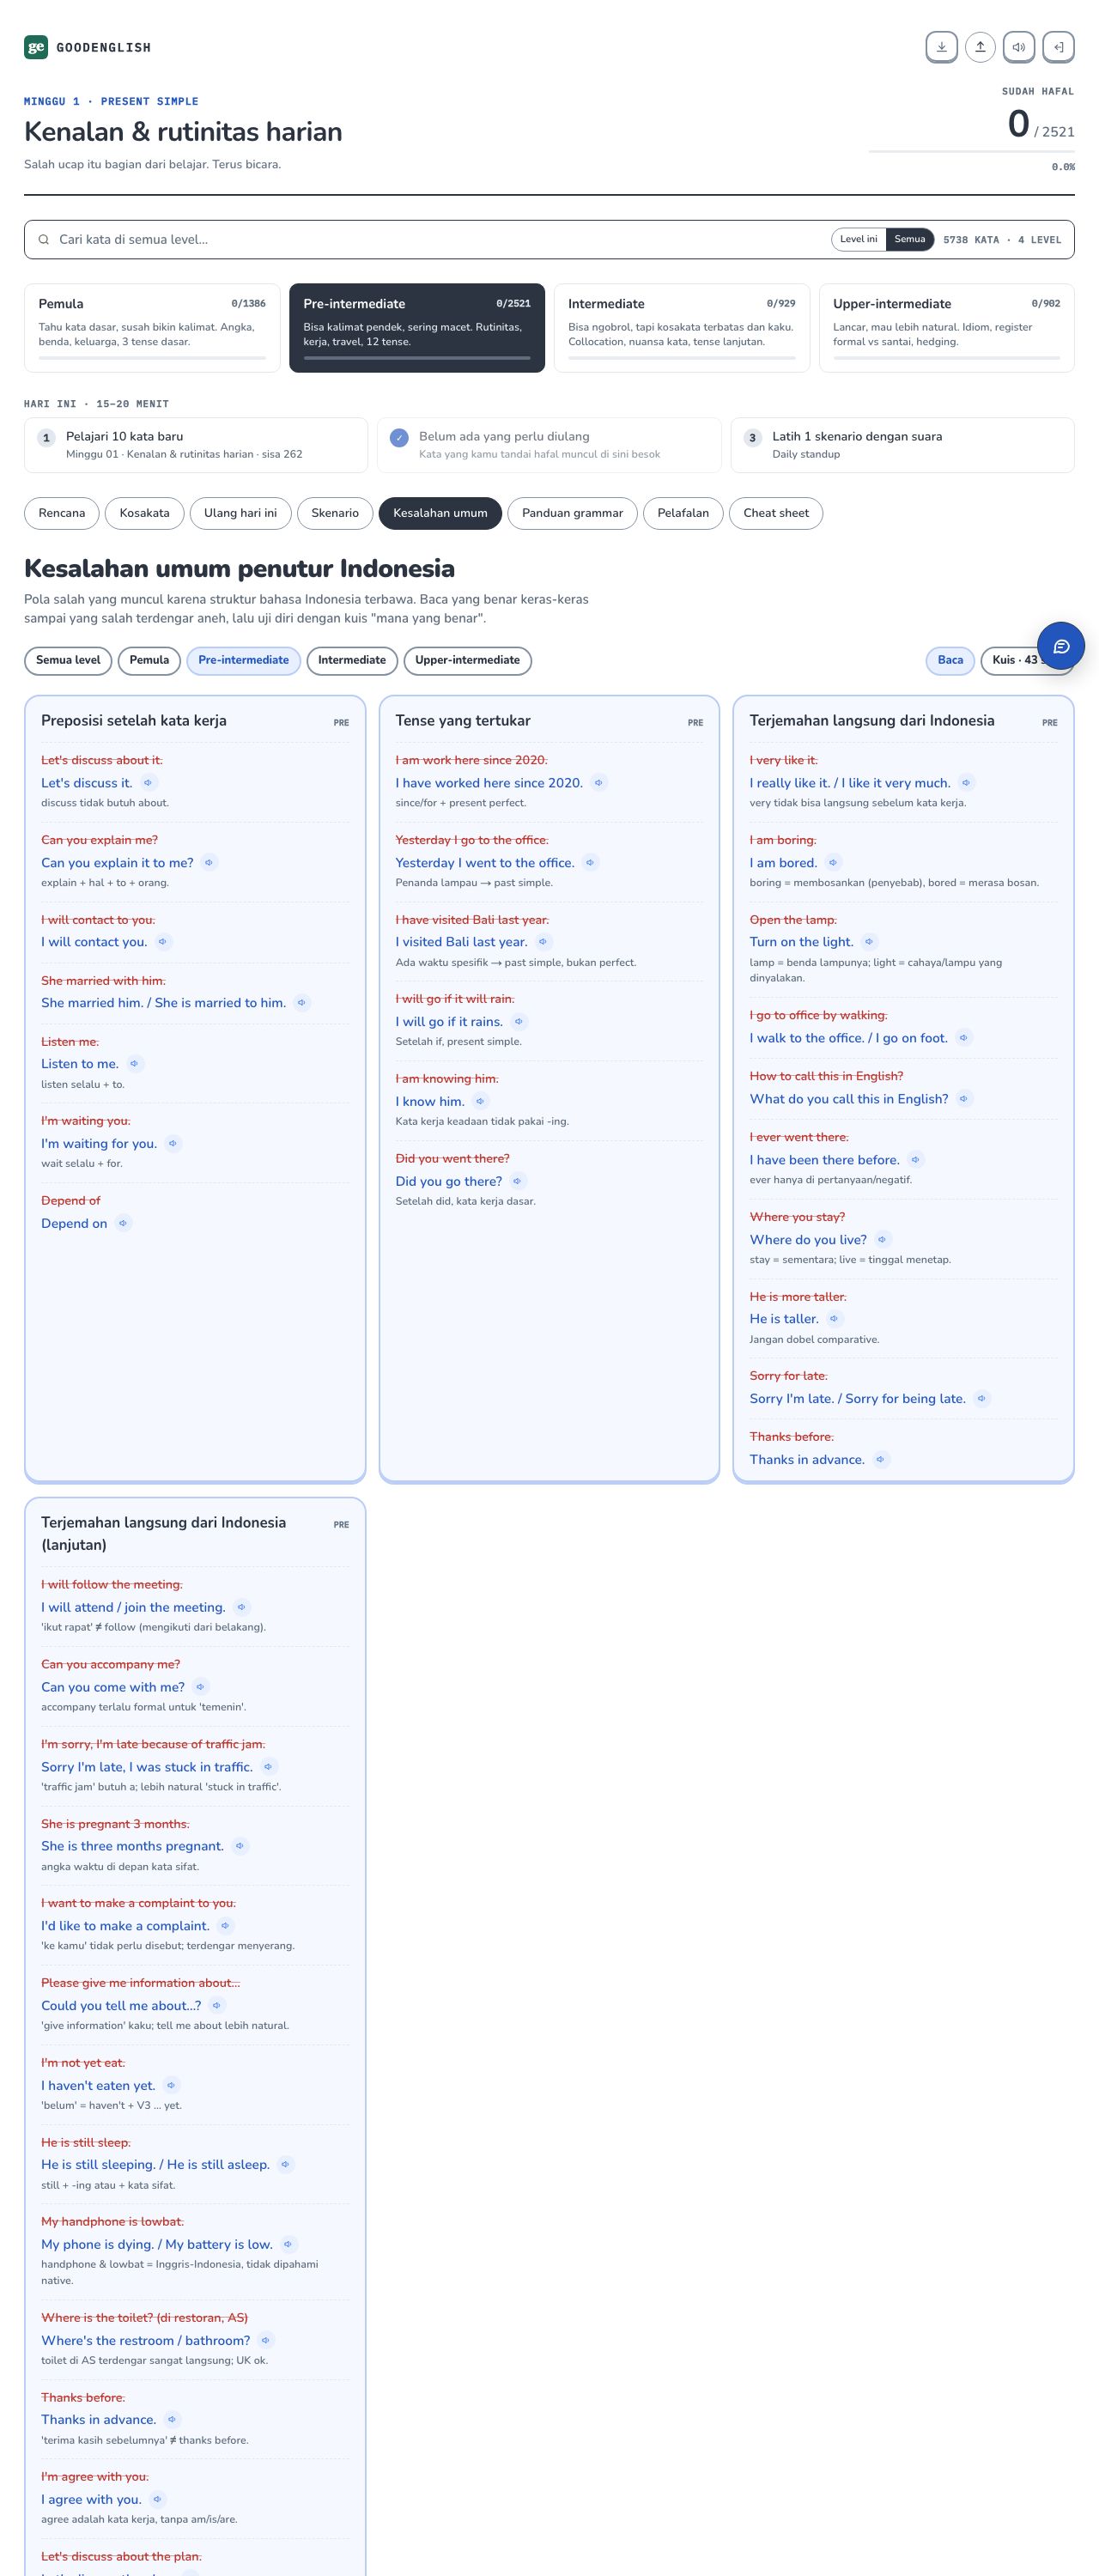 ge GOODENGLISH
MINGGU 1 · PRESENT SIMPLE
Kenalan & rutinitas harian
Salah ucap itu bagian dari belajar. Terus bicara.
SUDAH HAFAL
0 / 2521
0.0%
Cari kata di semua level...
Level ini
Semua
5738 KATA · 4 LEVEL
Pemula
0/1386
Tahu kata dasar, susah bikin kalimat. Angka,
benda, keluarga, 3 tense dasar.
Pre-intermediate
0/2521
Bisa kalimat pendek, sering macet. Rutinitas,
kerja, travel, 12 tense.
Intermediate
0/929
Bisa ngobrol, tapi kosakata terbatas dan kaku.
Collocation, nuansa kata, tense lanjutan.
Upper-intermediate
0/902
Lancar, mau lebih natural. Idiom, register
formal vs santai, hedging.
HARI INI · 15–20 MENIT
1
Pelajari 10 kata baru
Minggu 01 · Kenalan & rutinitas harian · sisa 262
✓
Belum ada yang perlu diulang
Kata yang kamu tandai hafal muncul di sini besok
3
Latih 1 skenario dengan suara
Daily standup
Rencana
Kosakata
Ulang hari ini
Skenario
Kesalahan umum
Panduan grammar
Pelafalan
Cheat sheet
Kesalahan umum penutur Indonesia
Pola salah yang muncul karena struktur bahasa Indonesia terbawa. Baca yang benar keras-keras
sampai yang salah terdengar aneh, lalu uji diri dengan kuis "mana yang benar".
Semua level
Pemula
Pre-intermediate
Intermediate
Upper-intermediate
Baca
Kuis · 43
Preposisi setelah kata kerja
PRE
Let's discuss about it.
Let's discuss it.
discuss tidak butuh about.
Can you explain me?
Can you explain it to me?
explain + hal + to + orang.
I will contact to you.
I will contact you.
She married with him.
She married him. / She is married to him.
Listen me.
Listen to me.
listen selalu + to.
I'm waiting you.
I'm waiting for you.
wait selalu + for.
Depend of
Depend on
Tense yang tertukar
PRE
I am work here since 2020.
I have worked here since 2020.
since/for + present perfect.
Yesterday I go to the office.
Yesterday I went to the office.
Penanda lampau → past simple.
I have visited Bali last year.
I visited Bali last year.
Ada waktu spesifik → past simple, bukan perfect.
I will go if it will rain.
I will go if it rains.
Setelah if, present simple.
I am knowing him.
I know him.
Kata kerja keadaan tidak pakai -ing.
Did you went there?
Did you go there?
Setelah did, kata kerja dasar.
Terjemahan langsung dari Indonesia
PRE
I very like it.
I really like it. / I like it very much.
very tidak bisa langsung sebelum kata kerja.
I am boring.
I am bored.
boring = membosankan (penyebab), bored = merasa bosan.
Open the lamp.
Turn on the light.
lamp = benda lampunya; light = cahaya/lampu yang
dinyalakan.
I go to office by walking.
I walk to the office. / I go on foot.
How to call this in English?
What do you call this in English?
I ever went there.
I have been there before.
ever hanya di pertanyaan/negatif.
Where you stay?
Where do you live?
stay = sementara; live = tinggal menetap.
He is more taller.
He is taller.
Jangan dobel comparative.
Sorry for late.
Sorry I'm late. / Sorry for being late.
Thanks before.
Thanks in advance.
Terjemahan langsung dari Indonesia
(lanjutan)
PRE
I will follow the meeting.
I will attend / join the meeting.
'ikut rapat' ≠ follow (mengikuti dari belakang).
Can you accompany me?
Can you come with me?
accompany terlalu formal untuk 'temenin'.
I'm sorry, I'm late because of traffic jam.
Sorry I'm late, I was stuck in traffic.
'traffic jam' butuh a; lebih natural 'stuck in traffic'.
She is pregnant 3 months.
She is three months pregnant.
angka waktu di depan kata sifat.
I want to make a complaint to you.
I'd like to make a complaint.
'ke kamu' tidak perlu disebut; terdengar menyerang.
Please give me information about...
Could you tell me about...?
'give information' kaku; tell me about lebih natural.
I'm not yet eat.
I haven't eaten yet.
'belum' = haven't + V3 ... yet.
He is still sleep.
He is still sleeping. / He is still asleep.
still + -ing atau + kata sifat.
My handphone is lowbat.
My phone is dying. / My battery is low.
handphone & lowbat = Inggris-Indonesia, tidak dipahami
native.
Where is the toilet? (di restoran, AS)
Where's the restroom / bathroom?
toilet di AS terdengar sangat langsung; UK ok.
Thanks before.
Thanks in advance.
'terima kasih sebelumnya' ≠ thanks before.
I'm agree with you.
I agree with you.
agree adalah kata kerja, tanpa am/is/are.
Let's discuss about the plan.